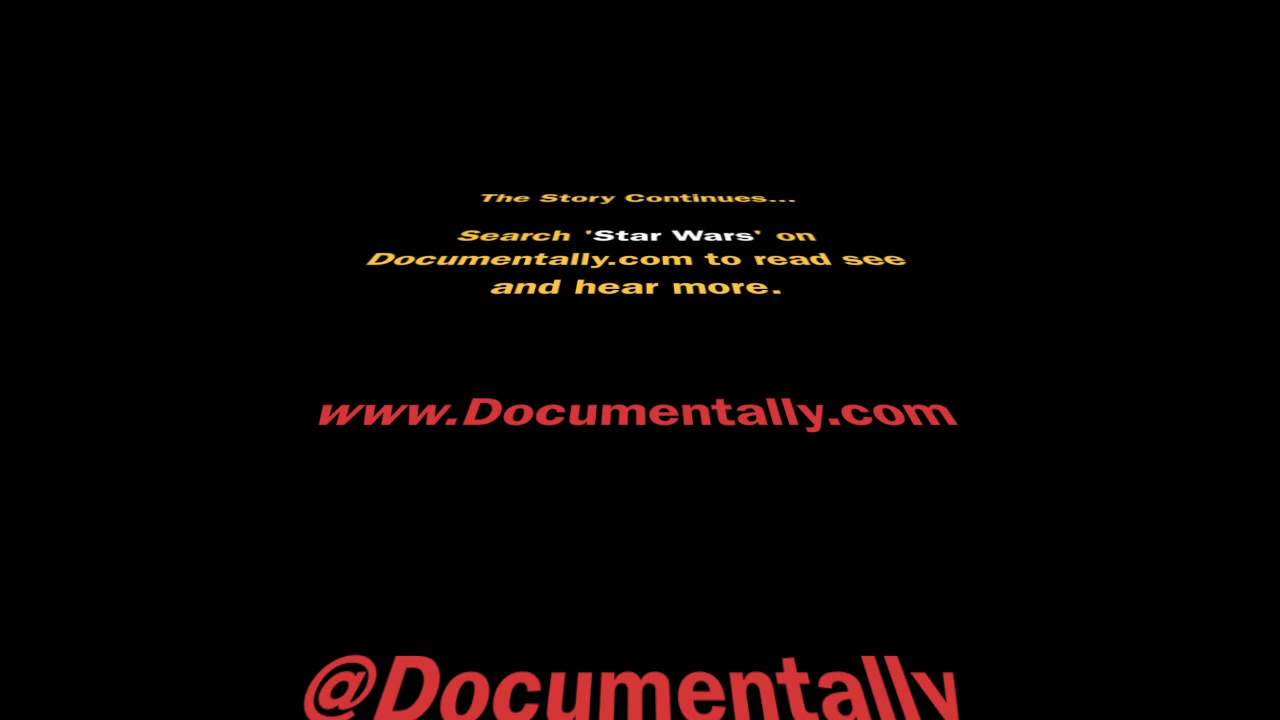 The Story Continues...
Search 'Star Wars' on
Documentally.com to read see
and hear more.
www.Documentally.com
@Documentally